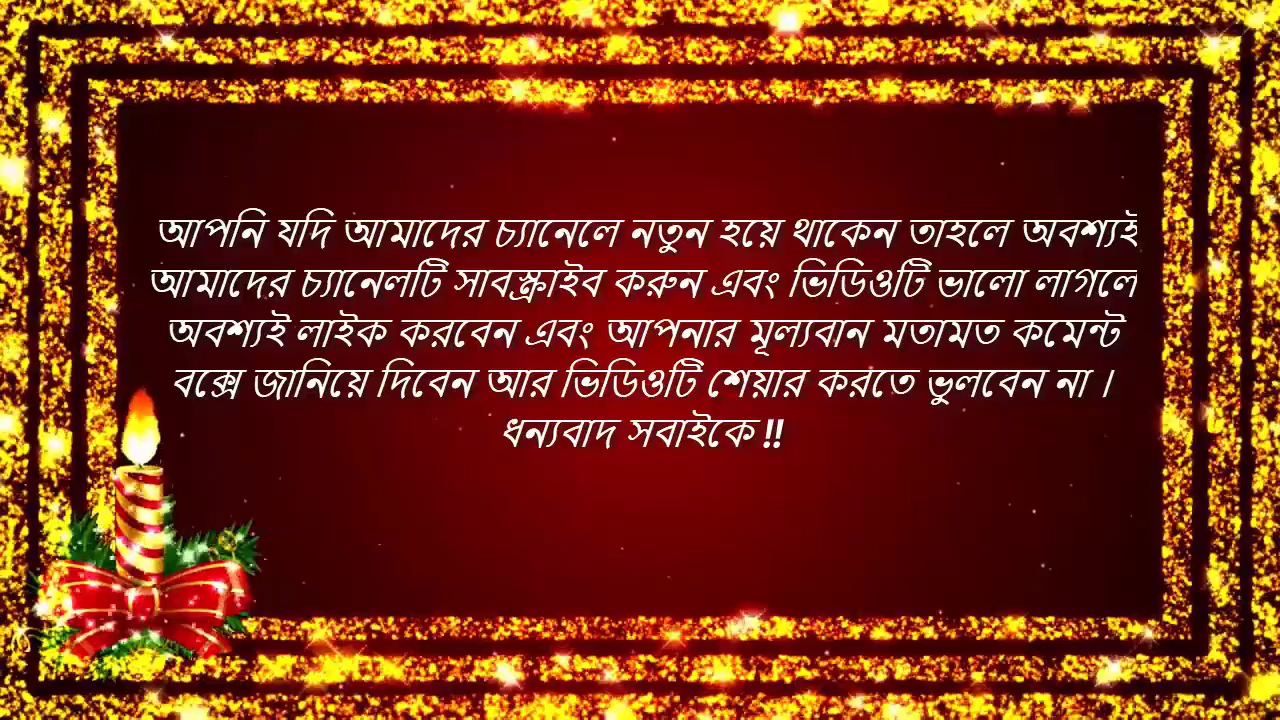 আপনি যদি আমাদের চ্যানেলে নতুন হয়ে থাকেন তাহলে অবশ্যই
আমাদের চ্যানেলটি সাবস্ক্রাইব করুন এবং ভিডিওটি ভালো লাগলে
অবশ্যই লাইক করবেন এবং আপনার মূল্যবান মতামত কমেন্ট
বক্সে জানিয়ে দিবেন আর ভিডিওটি শেয়ার করতে ভুলবেন না ।
ধন্যবাদ সবাইকে !!